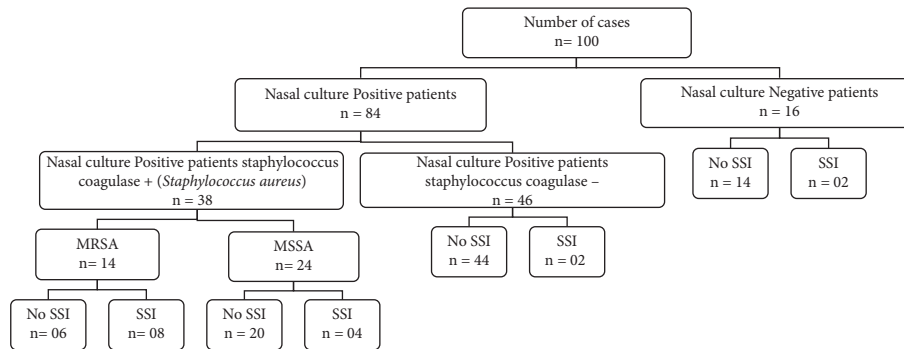 Number of cases
n= 100
Nasal culture Positive patients
n = 84
Nasal culture Negative patients
n = 16
Nasal culture Positive patients staphylococcus
coagulase + (Staphylococcus aureus)
n = 38
Nasal culture Positive patients
staphylococcus coagulase –
n = 46
No SSI
n = 14
SSI
n = 02
MRSA
n= 14
MSSA
n= 24
No SSI
n = 44
SSI
n = 02
No SSI
n= 06
SSI
n= 08
No SSI
n = 20
SSI
n = 04